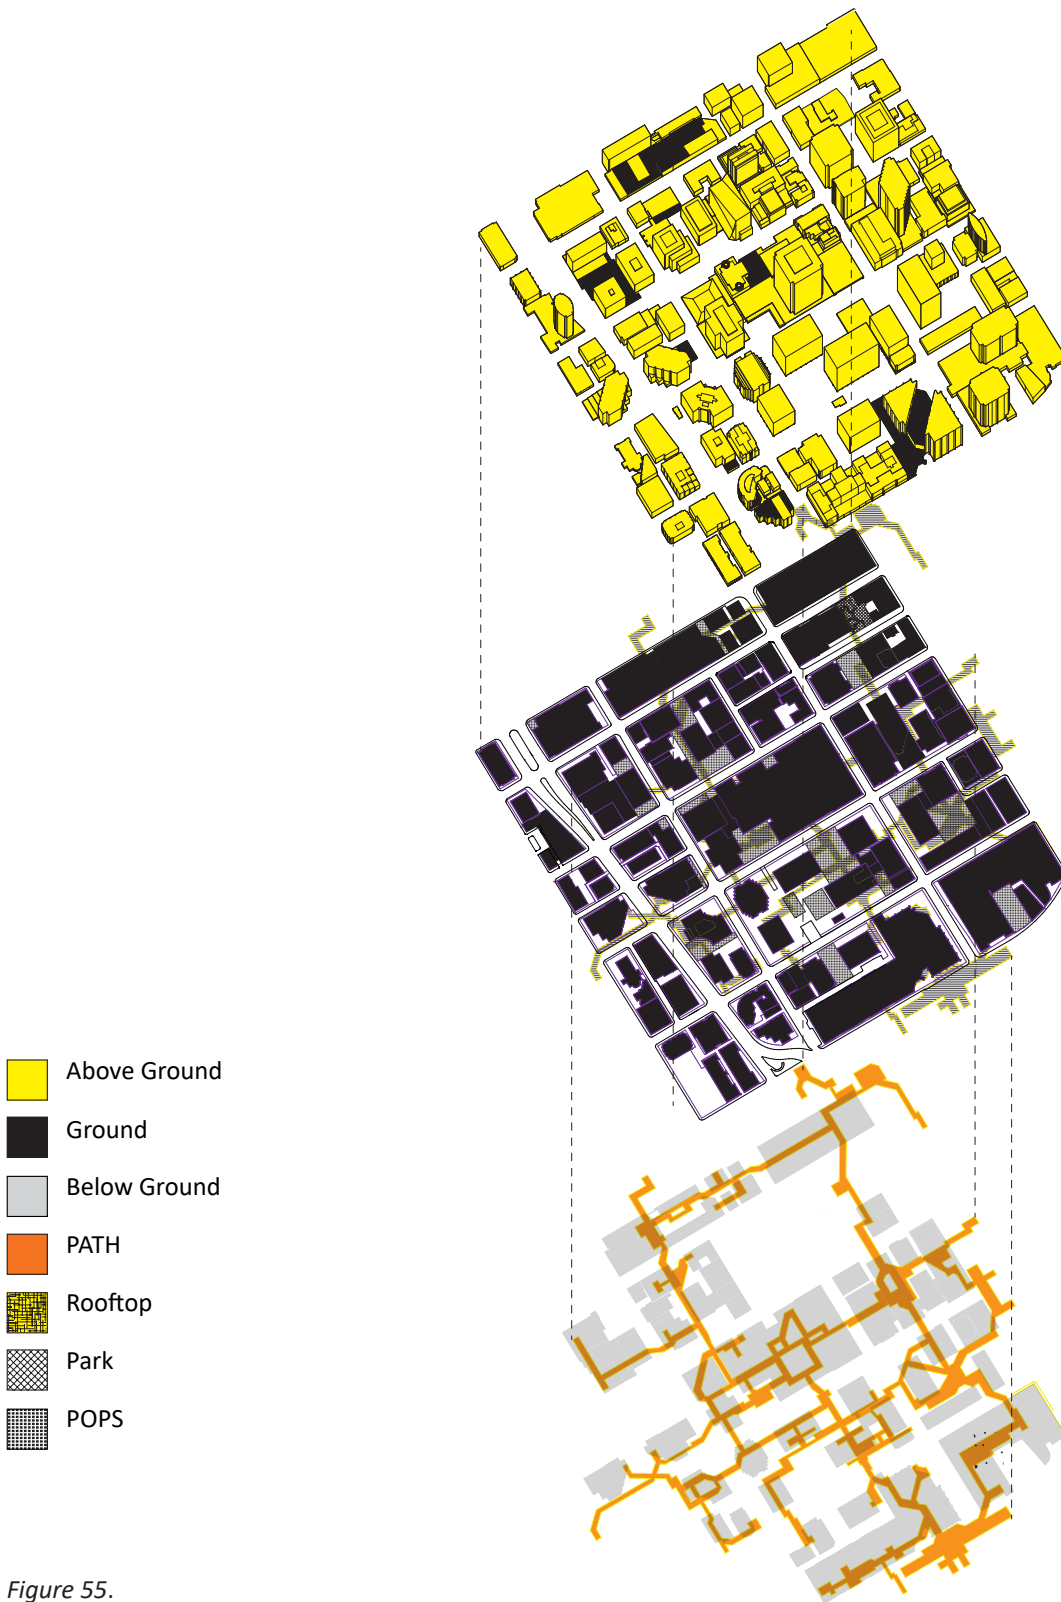 Above Ground
Ground
Below Ground
PATH
Rooftop
Park
POPS
Figure 55.